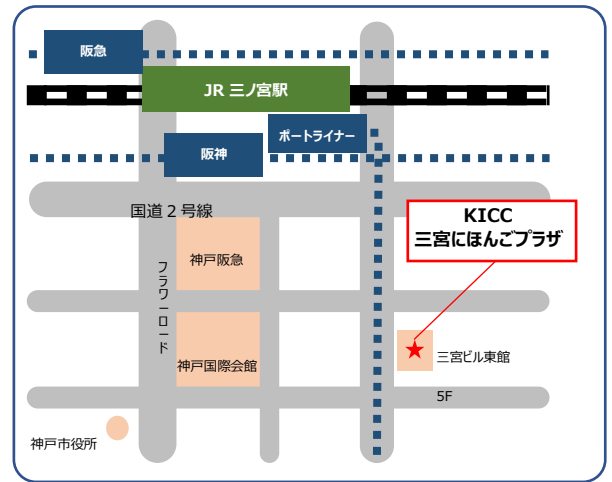 阪急
JR 三ノ宮駅
ポートライナー
阪神
国道２号線
KICC
三宮にほんごプラザ
神戸阪急
フラワーロード
神戸国際会館
三宮ビル東館
5F
神戸市役所